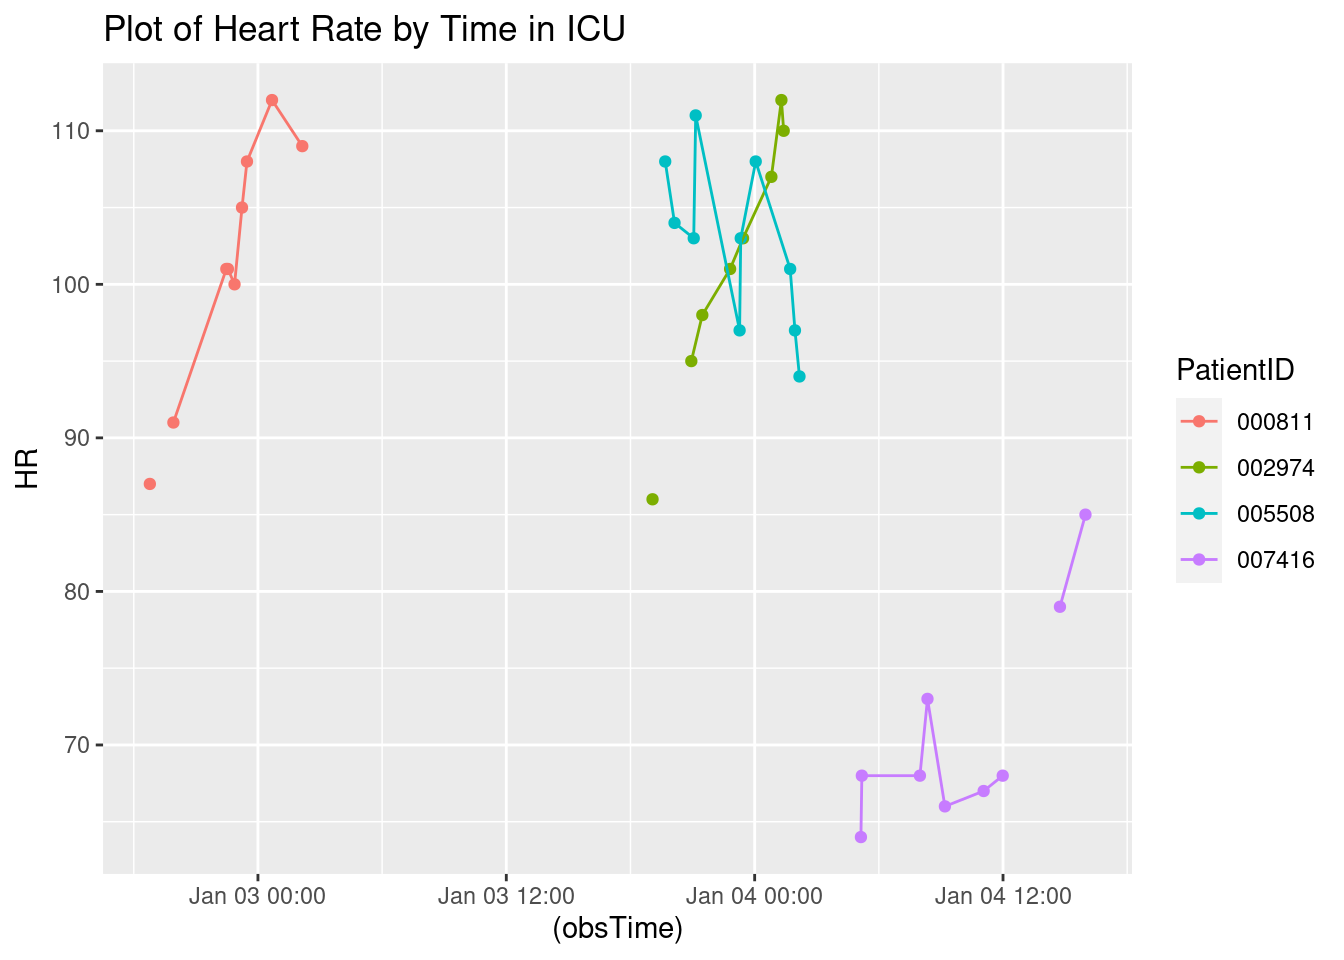 Plot of Heart Rate by Time in ICU
HR
110
100
90
80
70
Jan 03 00:00
Jan 03 12:00
Jan 04 00:00
Jan 04 12:00
(obsTime)
PatientID
000811
002974
005508
007416